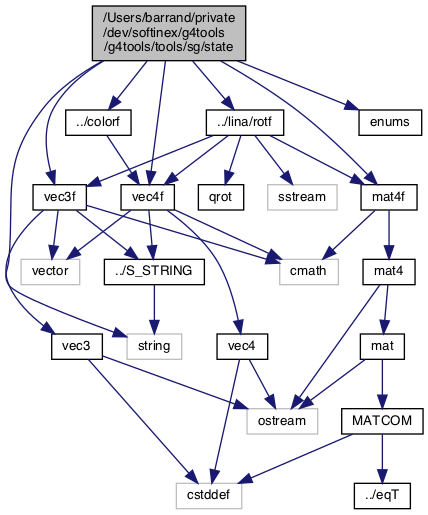 /Users/barrand/private
/dev/softinex/g4tools
/g4tools/tools/sg/state
../colorf
../lina/rotf
enums
vec3f
vec4f
qrot
sstream
mat4f
vector
../S_STRING
cmath
mat4
vec3
string
vec4
mat
ostream
MATCOM
cstddef
../eqT